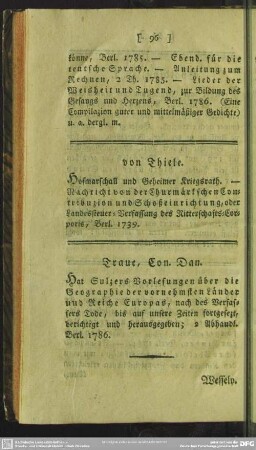 [ 96 ]
könne, Berl. 1785. — Ebend. für die
teutsche Sprache. — Anleitung zum
Rechnen, 2 Th. 1783. — Lieder der
Weisheit und Tugend, zur Bildung des
Gesangs und Herzens, Berl. 1786. (Eine
Compilazion guter und mittelmäßiger Gedichte)
u. a. dergl. m.
von Thiele.
Hofmarschall und Geheimer Kriegsrath. —
Nachricht von der Churmärkschen Con-
tribuzion und Schoßeinrichtung, oder
Landessteuer-Verfassung des Ritterschafts-Cor-
poris, Berl. 1739.
Traue, Con. Dan.
Hat Sulzers Vorlesungen über die
Geographie der vornehmsten Länder
und Reiche Europas, nach des Verfas-
sers Tode, bis auf unsere Zeiten fortgesetzt,
berichtigt und herausgegeben; 2 Abhandl.
Berl. 1786.
Wessely.